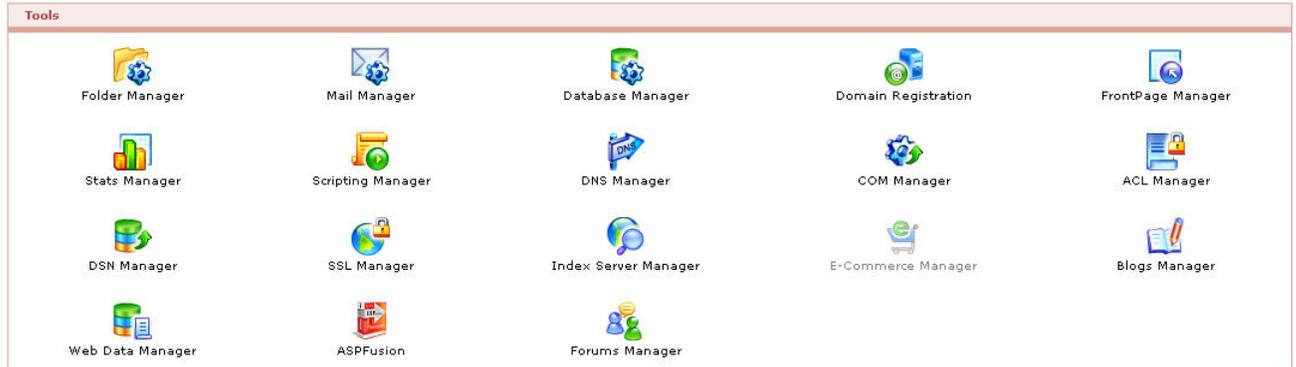 Tools
Folder Manager
Mail Manager
Database Manager
Domain Registration
FrontPage Manager
Stats Manager
Scripting Manager
DNS
DNS Manager
COM Manager
ACL Manager
DSN Manager
SSL Manager
Index Server Manager
E-Commerce Manager
Blogs Manager
Web Data Manager
ASPFusion
Forums Manager